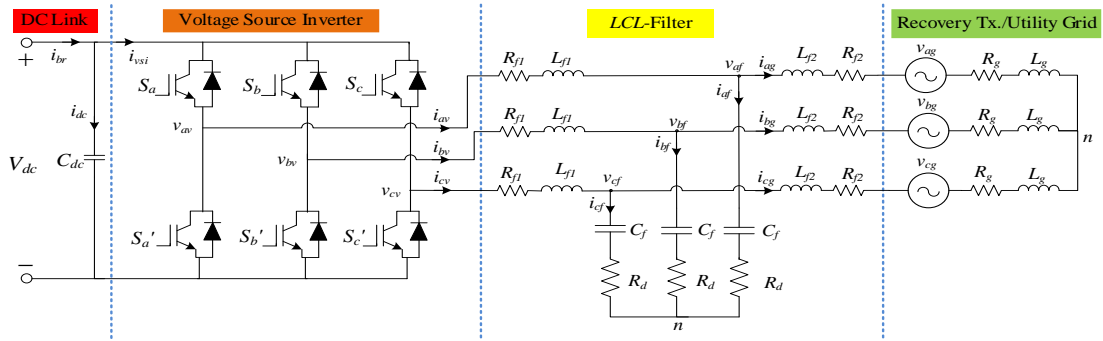 DC Link
Voltage Source Inverter
LCL-Filter
Recovery Tx./Utility Grid
+
i_br
i_vsi
i_dc
V_dc
C_dc
−
S_a
S_b
S_c
v_av
v_bv
v_cv
S_a'
S_b'
S_c'
i_av
i_bv
i_cv
R_f1
L_f1
R_f1
L_f1
R_f1
L_f1
v_af
i_ag
i_af
L_f2
R_f2
v_bf
i_bg
i_bf
L_f2
R_f2
v_cf
i_cg
i_cf
L_f2
R_f2
C_f
C_f
C_f
R_d
R_d
R_d
n
v_ag
R_g
L_g
v_bg
R_g
L_g
v_cg
R_g
L_g
n